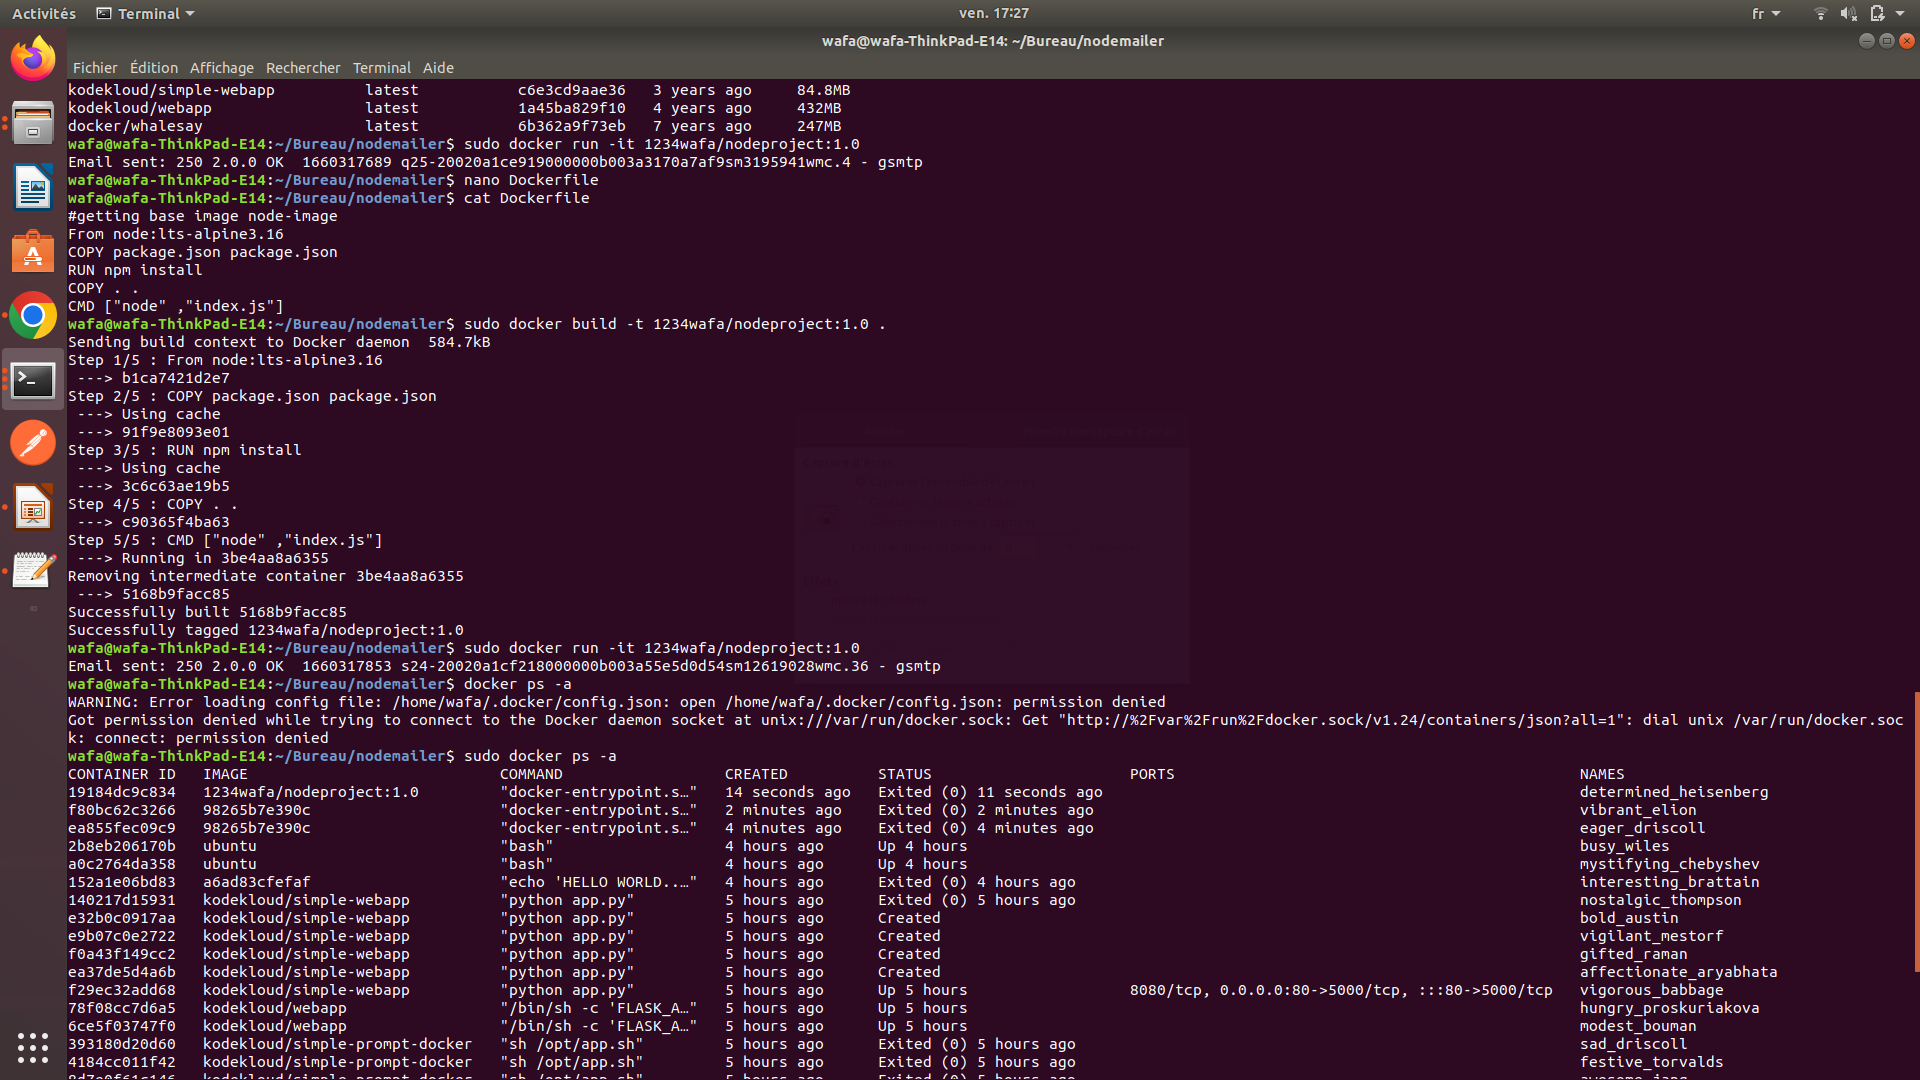 Activités Terminal ven. 17:27 fr
wafa@wafa-ThinkPad-E14: ~/Bureau/nodemailer
Fichier Édition Affichage Rechercher Terminal Aide
kodekloud/simple-webapp latest c6e3cd9aae36 3 years ago 84.8MB
kodekloud/webapp latest 1a45ba829f10 4 years ago 432MB
docker/whalesay latest 6b362a9f73eb 7 years ago 247MB
wafa@wafa-ThinkPad-E14:~/Bureau/nodemailer$ sudo docker run -it 1234wafa/nodeproject:1.0
Email sent: 250 2.0.0 OK 1660317689 q25-20020a1ce919000000b003a3170a7af9sm3195941wmc.4 - gsmtp
wafa@wafa-ThinkPad-E14:~/Bureau/nodemailer$ nano Dockerfile
wafa@wafa-ThinkPad-E14:~/Bureau/nodemailer$ cat Dockerfile
#getting base image node-image
From node:lts-alpine3.16
COPY package.json package.json
RUN npm install
COPY . .
CMD ["node" ,"index.js"]
wafa@wafa-ThinkPad-E14:~/Bureau/nodemailer$ sudo docker build -t 1234wafa/nodeproject:1.0 .
Sending build context to Docker daemon 584.7kB
Step 1/5 : From node:lts-alpine3.16
---> b1ca7421d2e7
Step 2/5 : COPY package.json package.json
---> Using cache
---> 91f9e8093e01
Step 3/5 : RUN npm install
---> Using cache
---> 3c6c63ae19b5
Step 4/5 : COPY . .
---> c90365f4ba63
Step 5/5 : CMD ["node" ,"index.js"]
---> Running in 3be4aa8a6355
Removing intermediate container 3be4aa8a6355
---> 5168b9facc85
Successfully built 5168b9facc85
Successfully tagged 1234wafa/nodeproject:1.0
wafa@wafa-ThinkPad-E14:~/Bureau/nodemailer$ sudo docker run -it 1234wafa/nodeproject:1.0
Email sent: 250 2.0.0 OK 1660317853 s24-20020a1cf218000000b003a55e5d0d54sm12619028wmc.36 - gsmtp
wafa@wafa-ThinkPad-E14:~/Bureau/nodemailer$ docker ps -a
WARNING: Error loading config file: /home/wafa/.docker/config.json: open /home/wafa/.docker/config.json: permission denied
Got permission denied while trying to connect to the Docker daemon socket at unix:///var/run/docker.sock: Get "http://%2Fvar%2Frun%2Fdocker.sock/v1.24/containers/json?all=1": dial unix /var/run/docker.soc
k: connect: permission denied
wafa@wafa-ThinkPad-E14:~/Bureau/nodemailer$ sudo docker ps -a
CONTAINER ID IMAGE COMMAND CREATED STATUS PORTS NAMES
19184dc9c834 1234wafa/nodeproject:1.0 "docker-entrypoint.s…" 14 seconds ago Exited (0) 11 seconds ago determined_heisenberg
f80bc62c3266 98265b7e390c "docker-entrypoint.s…" 2 minutes ago Exited (0) 2 minutes ago vibrant_elion
ea855fec09c9 98265b7e390c "docker-entrypoint.s…" 4 minutes ago Exited (0) 4 minutes ago eager_driscoll
2b8eb206170b ubuntu "bash" 4 hours ago Up 4 hours busy_wiles
a0c2764da358 ubuntu "bash" 4 hours ago Up 4 hours mystifying_chebyshev
152a1e06bd83 a6ad83cfefaf "echo 'HELLO WORLD..…" 4 hours ago Exited (0) 4 hours ago interesting_brattain
140217d15931 kodekloud/simple-webapp "python app.py" 5 hours ago Exited (0) 5 hours ago nostalgic_thompson
e32b0c0917aa kodekloud/simple-webapp "python app.py" 5 hours ago Created bold_austin
e9b07c0e2722 kodekloud/simple-webapp "python app.py" 5 hours ago Created vigilant_mestorf
f0a43f149cc2 kodekloud/simple-webapp "python app.py" 5 hours ago Created gifted_raman
ea37de5d4a6b kodekloud/simple-webapp "python app.py" 5 hours ago Created affectionate_aryabhata
f29ec32add68 kodekloud/simple-webapp "python app.py" 5 hours ago Up 5 hours 8080/tcp, 0.0.0.0:80->5000/tcp, :::80->5000/tcp vigorous_babbage
78f08cc7d6a5 kodekloud/webapp "/bin/sh -c 'FLASK_A…" 5 hours ago Up 5 hours hungry_proskuriakova
6ce5f03747f0 kodekloud/webapp "/bin/sh -c 'FLASK_A…" 5 hours ago Up 5 hours modest_bouman
393180d20d60 kodekloud/simple-prompt-docker "sh /opt/app.sh" 5 hours ago Exited (0) 5 hours ago sad_driscoll
4184cc011f42 kodekloud/simple-prompt-docker "sh /opt/app.sh" 5 hours ago Exited (0) 5 hours ago festive_torvalds